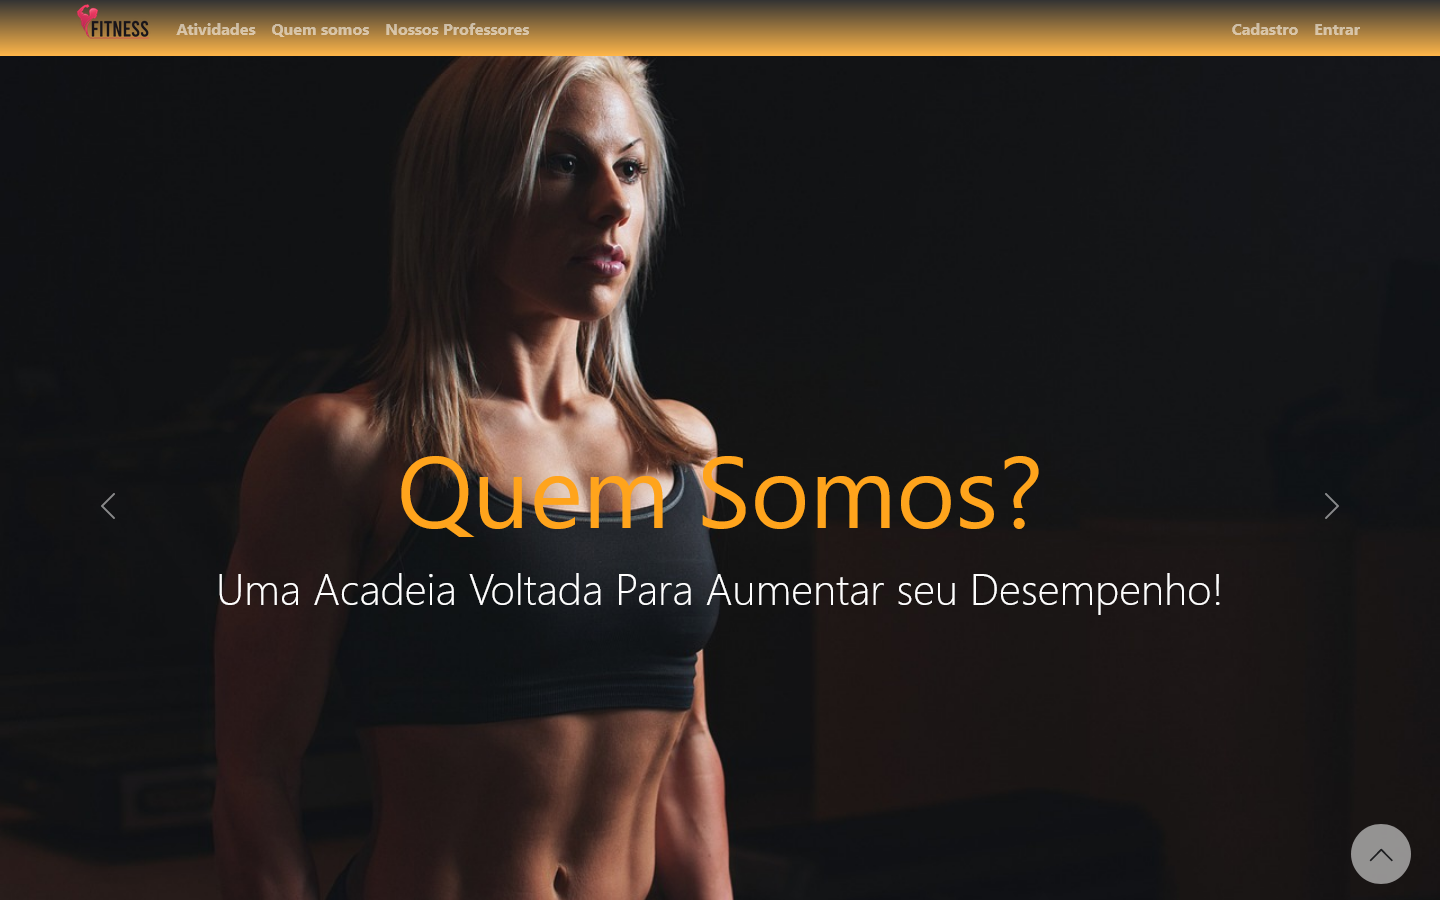 FITNESS
Atividades Quem somos Nossos Professores Cadastro Entrar
Quem Somos?
Uma Acadeia Voltada Para Aumentar seu Desempenho!